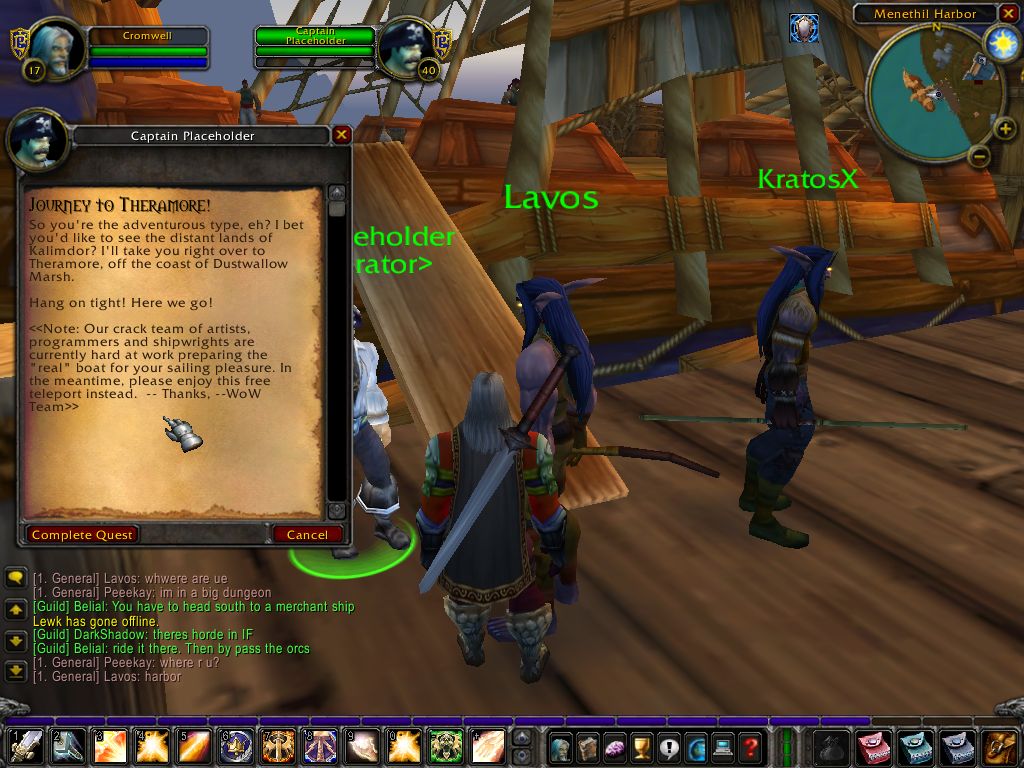 Menethil Harbor
Cromwell
17
Captain
Placeholder
40
N
Captain Placeholder
Journey to Theramore!
So you're the adventurous type, eh? I bet
you'd like to see the distant lands of
Kalimdor? I'll take you right over to
Theramore, off the coast of Dustwallow
Marsh.
Hang on tight! Here we go!
<<Note: Our crack team of artists,
programmers and shipwrights are
currently hard at work preparing the
"real" boat for your sailing pleasure. In
the meantime, please enjoy this free
teleport instead. -- Thanks, --WoW
Team>>
Complete Quest
Cancel
eholder
rator>
Lavos
KratosX
[1. General] Lavos: whwere are ue
[1. General] Peeekay: im in a big dungeon
[Guild] Belial: You have to head south to a merchant ship
Lewk has gone offline.
[Guild] DarkShadow: theres horde in IF
[Guild] Belial: ride it there. Then by pass the orcs
[1. General] Peeekay: where r u?
[1. General] Lavos: harbor